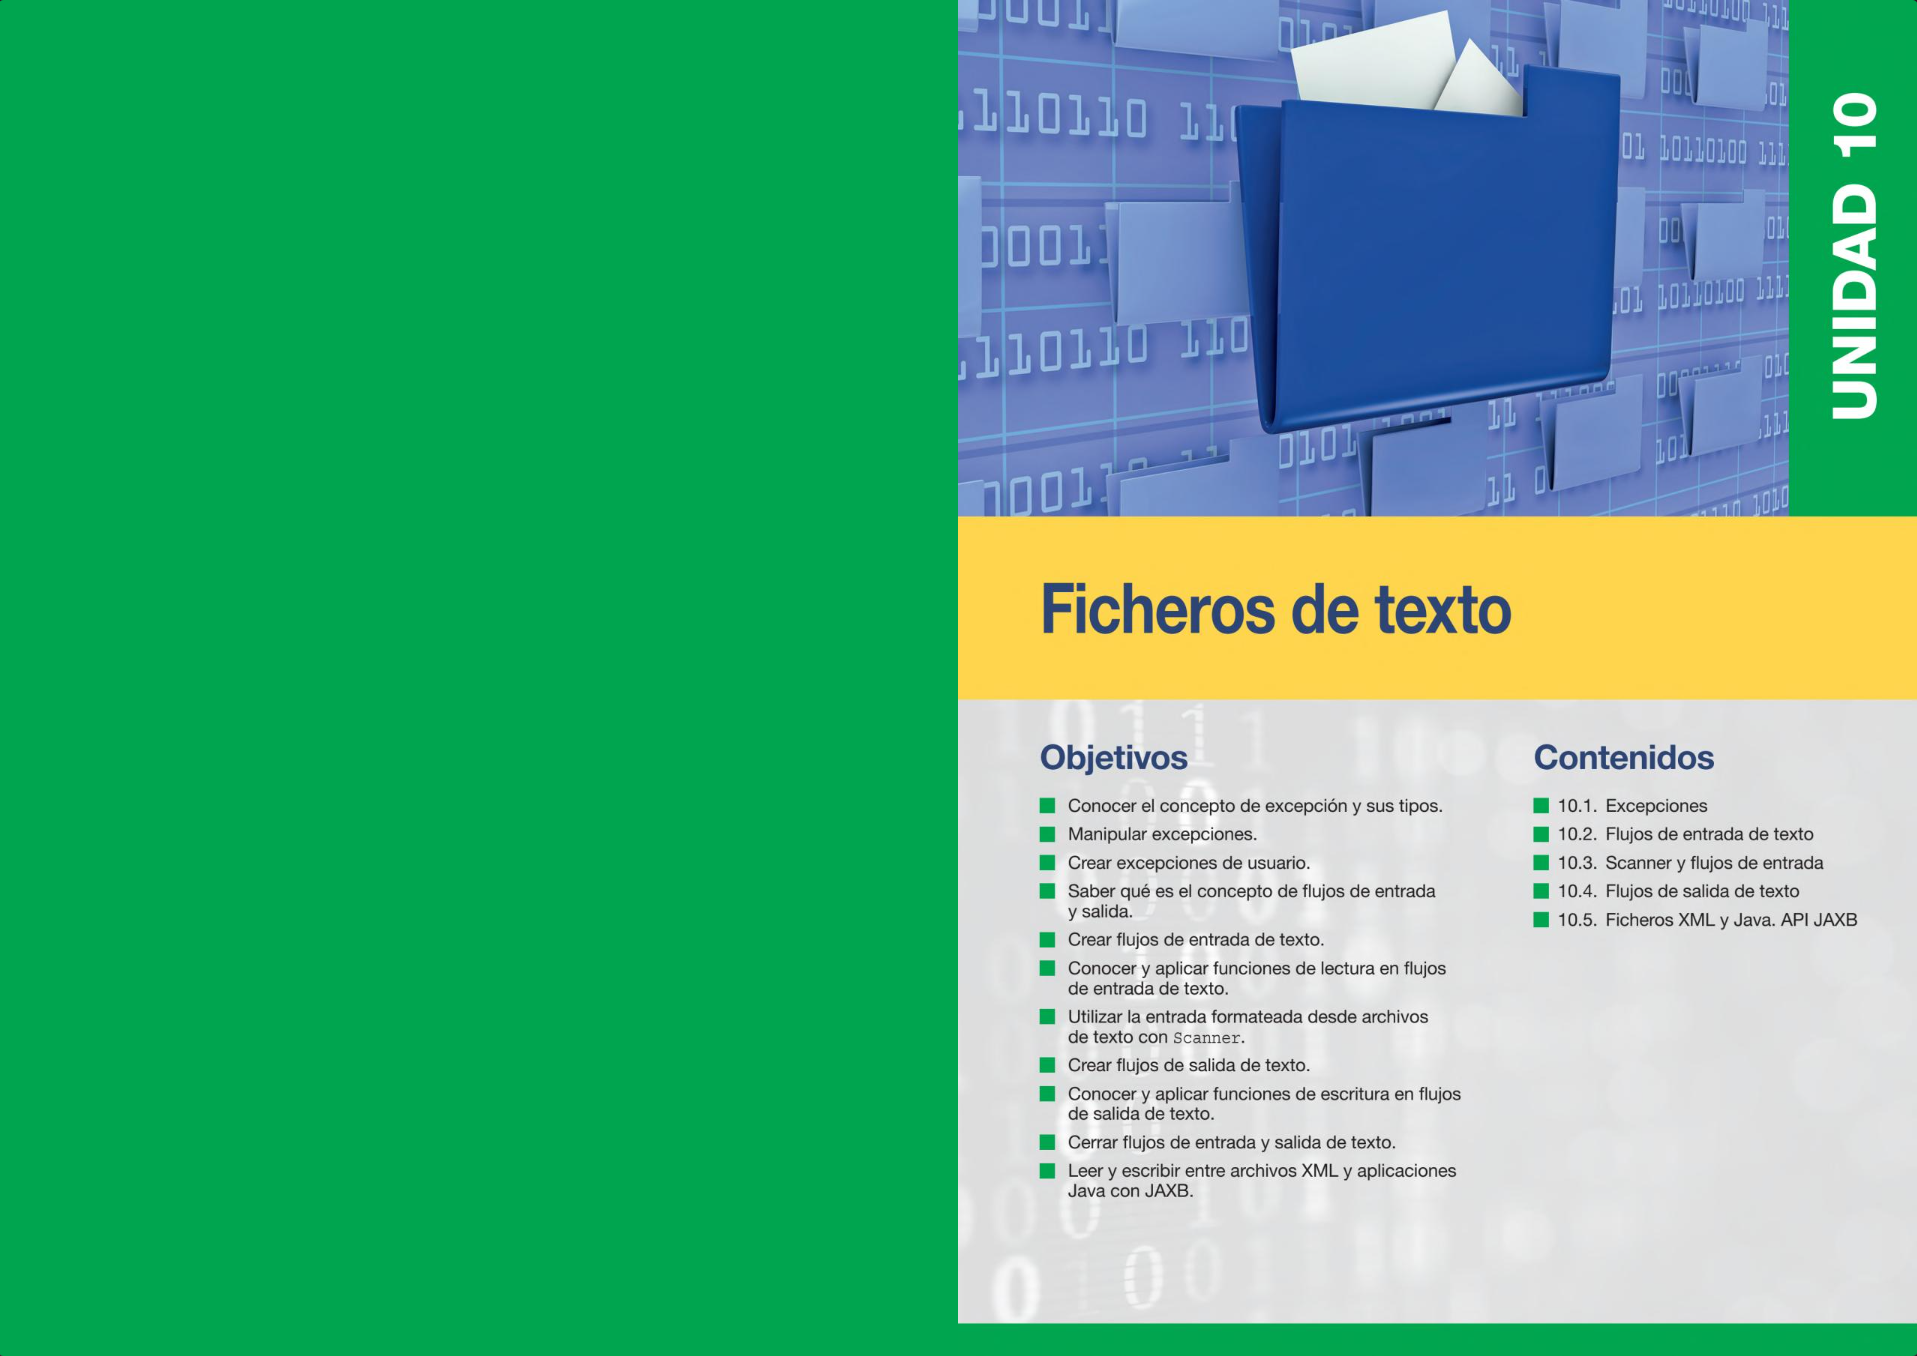 UNIDAD 10
Ficheros de texto
Objetivos
Conocer el concepto de excepción y sus tipos.
Manipular excepciones.
Crear excepciones de usuario.
Saber qué es el concepto de flujos de entrada
y salida.
Crear flujos de entrada de texto.
Conocer y aplicar funciones de lectura en flujos
de entrada de texto.
Utilizar la entrada formateada desde archivos
de texto con Scanner.
Crear flujos de salida de texto.
Conocer y aplicar funciones de escritura en flujos
de salida de texto.
Cerrar flujos de entrada y salida de texto.
Leer y escribir entre archivos XML y aplicaciones
Java con JAXB.
Contenidos
10.1. Excepciones
10.2. Flujos de entrada de texto
10.3. Scanner y flujos de entrada
10.4. Flujos de salida de texto
10.5. Ficheros XML y Java. API JAXB